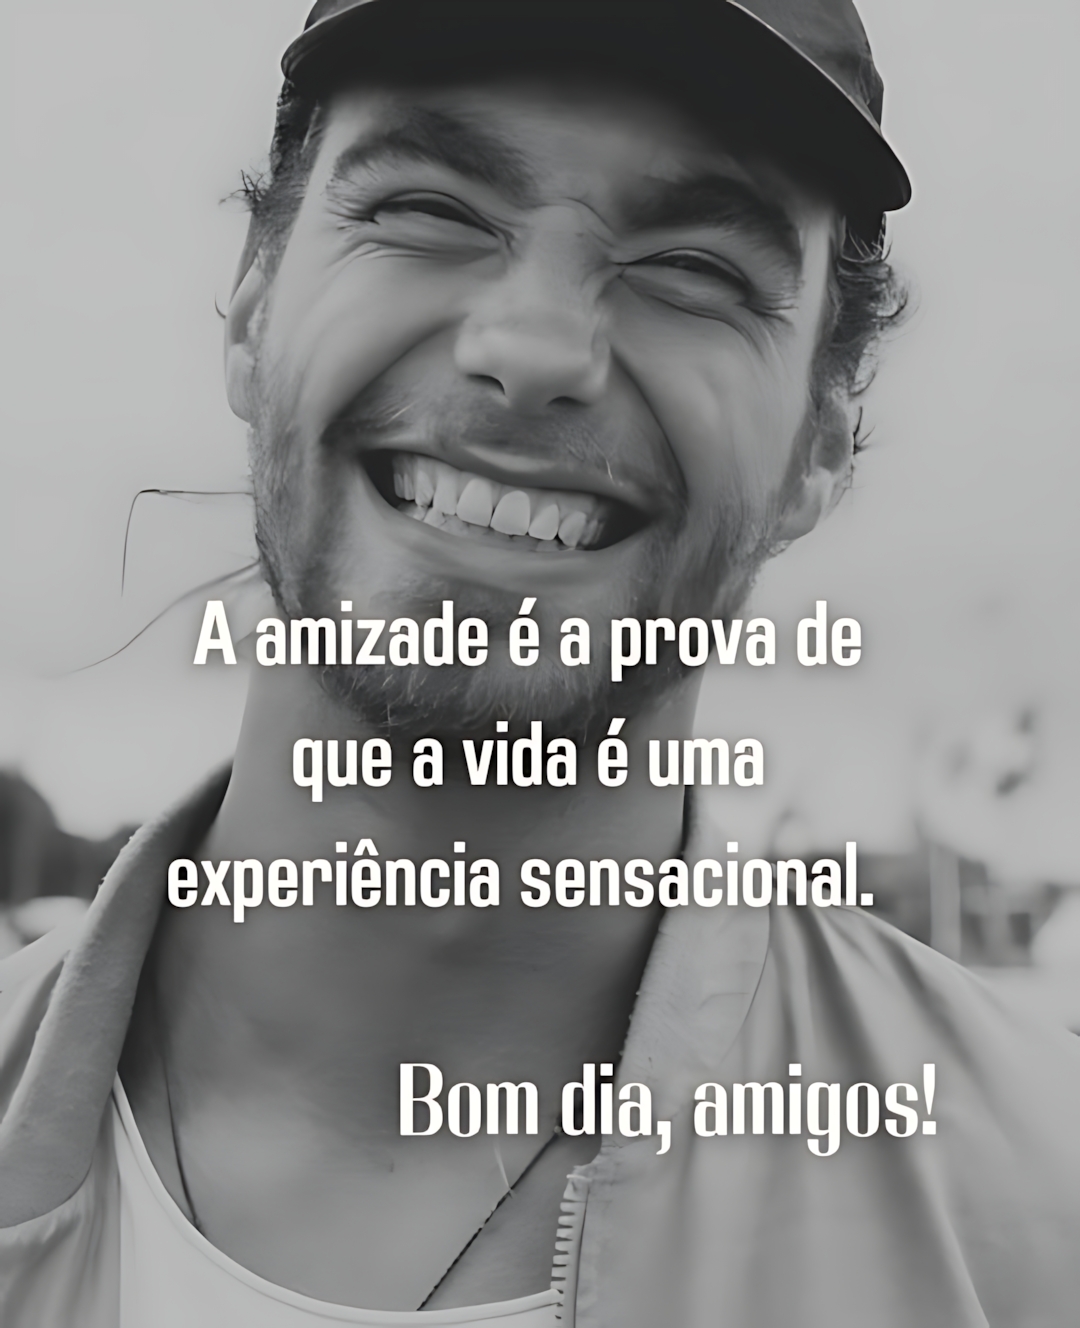 A amizade é a prova de
que a vida é uma
experiência sensacional.
Bom dia, amigos!